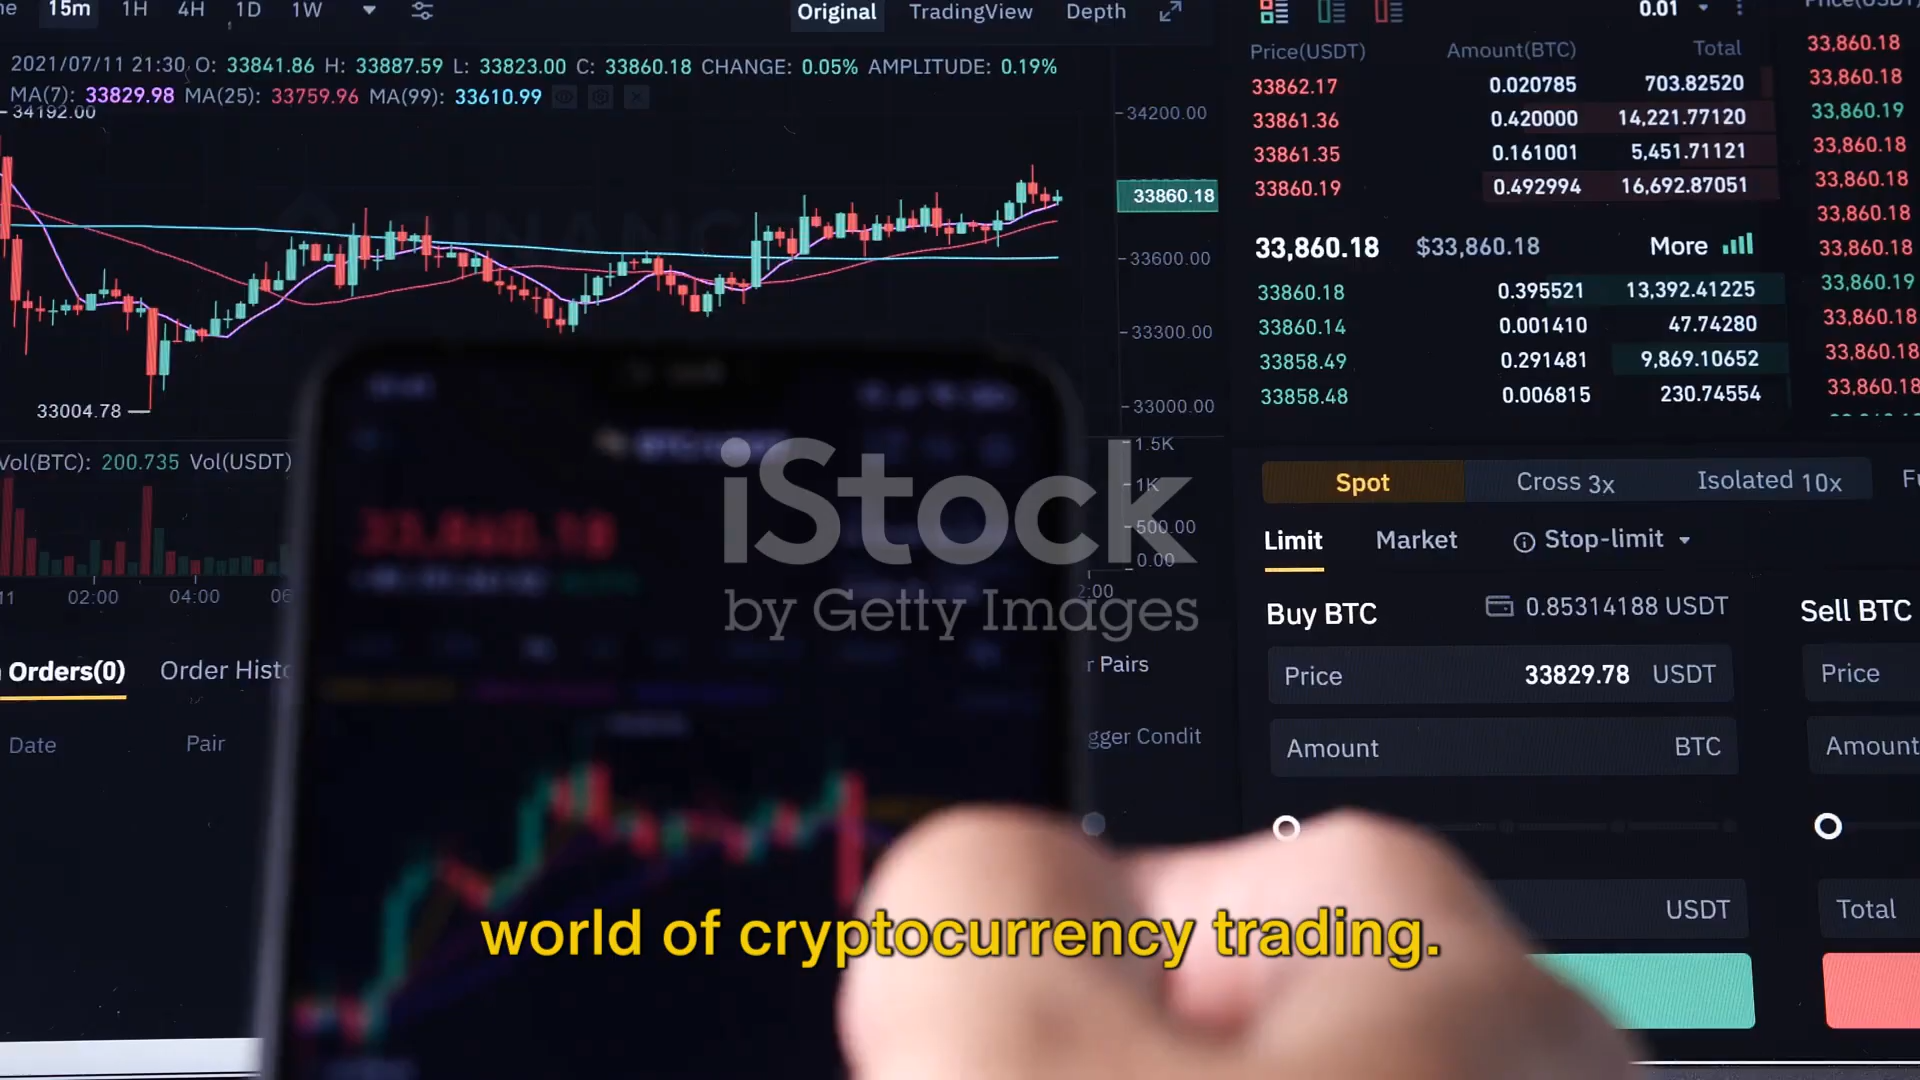 15m 1H 4H 1D 1W
Original TradingView Depth
2021/07/11 21:30 O: 33841.86 H: 33887.59 L: 33823.00 C: 33860.18 CHANGE: 0.05% AMPLITUDE: 0.19%
MA(7): 33829.98 MA(25): 33759.96 MA(99): 33610.99
34192.00
34200.00
33860.18
33600.00
33300.00
33004.78
33000.00
Vol(BTC): 200.735 Vol(USDT)
1.5K
1K
500.00
0.00
11 02:00 04:00 2:00
Orders(0) Order Histo
Date Pair
r Pairs
gger Condit
0.01
Price(USDT) Amount(BTC) Total
33862.17 0.020785 703.82520
33861.36 0.420000 14,221.77120
33861.35 0.161001 5,451.71121
33860.19 0.492994 16,692.87051
33,860.18 $33,860.18 More
33860.18 0.395521 13,392.41225
33860.14 0.001410 47.74280
33858.49 0.291481 9,869.10652
33858.48 0.006815 230.74554
Price(USDT)
33,860.18
33,860.18
33,860.19
33,860.18
33,860.18
33,860.18
33,860.18
33,860.19
33,860.18
33,860.18
33,860.18
Spot Cross 3x Isolated 10x
Limit Market Stop-limit
Buy BTC 0.85314188 USDT
Price 33829.78 USDT
Amount BTC
USDT
Sell BTC
Price
Amount
Total
33,860.18
iStock
by Getty Images
world of cryptocurrency trading.